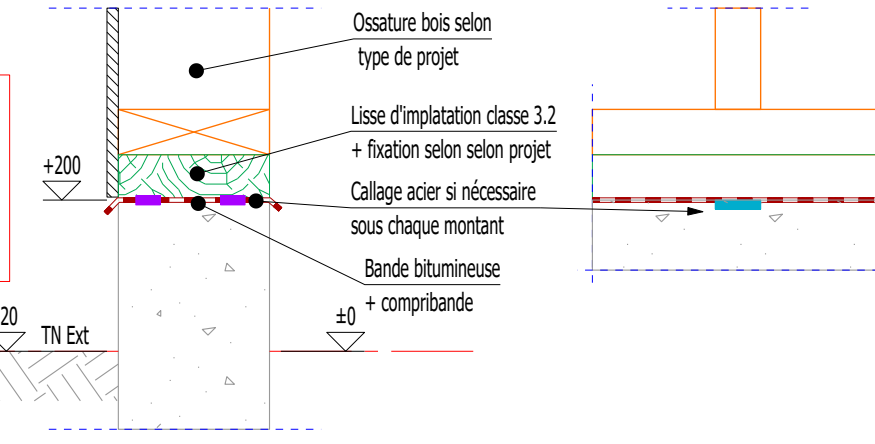 Ossature bois selon
type de projet
Lisse d'implatation classe 3.2
+ fixation selon selon projet
+200
Callage acier si nécessaire
sous chaque montant
Bande bitumineuse
+ compribande
20
TN Ext
±0